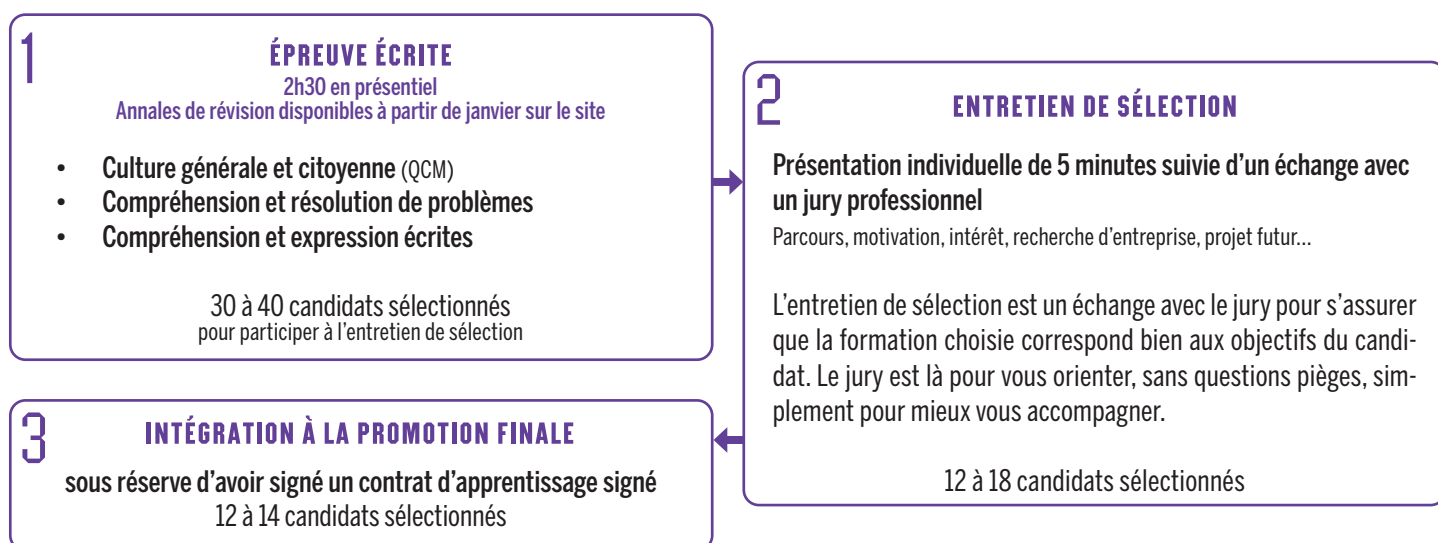 1
ÉPREUVE ÉCRITE
2h30 en présentiel
Annales de révision disponibles à partir de janvier sur le site
• Culture générale et citoyenne (QCM)
• Compréhension et résolution de problèmes
• Compréhension et expression écrites
30 à 40 candidats sélectionnés
pour participer à l'entretien de sélection
2
ENTRETIEN DE SÉLECTION
Présentation individuelle de 5 minutes suivie d'un échange avec
un jury professionnel
Parcours, motivation, intérêt, recherche d'entreprise, projet futur...
L'entretien de sélection est un échange avec le jury pour s'assurer
que la formation choisie correspond bien aux objectifs du candi-
dat. Le jury est là pour vous orienter, sans questions pièges, sim-
plement pour mieux vous accompagner.
12 à 18 candidats sélectionnés
3
INTÉGRATION À LA PROMOTION FINALE
sous réserve d'avoir signé un contrat d'apprentissage signé
12 à 14 candidats sélectionnés